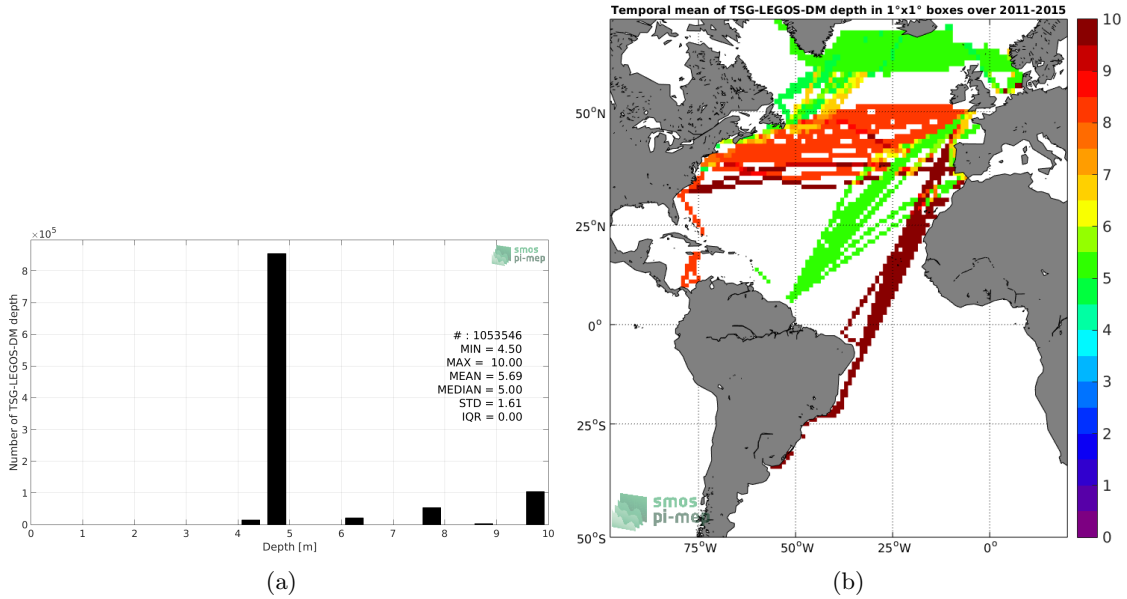 ×10⁵
8
7
6
5
4
3
2
1
0
Number of TSG-LEGOS-DM depth
smos
pi-mep
# : 1053546
MIN = 4.50
MAX = 10.00
MEAN = 5.69
MEDIAN = 5.00
STD = 1.61
IQR = 0.00
0 1 2 3 4 5 6 7 8 9 10
Depth [m]
(a)
Temporal mean of TSG-LEGOS-DM depth in 1°x1° boxes over 2011-2015
50°N
25°N
0°
25°S
50°S
75°W 50°W 25°W 0°
smos
pi-mep
10
9
8
7
6
5
4
3
2
1
0
(b)